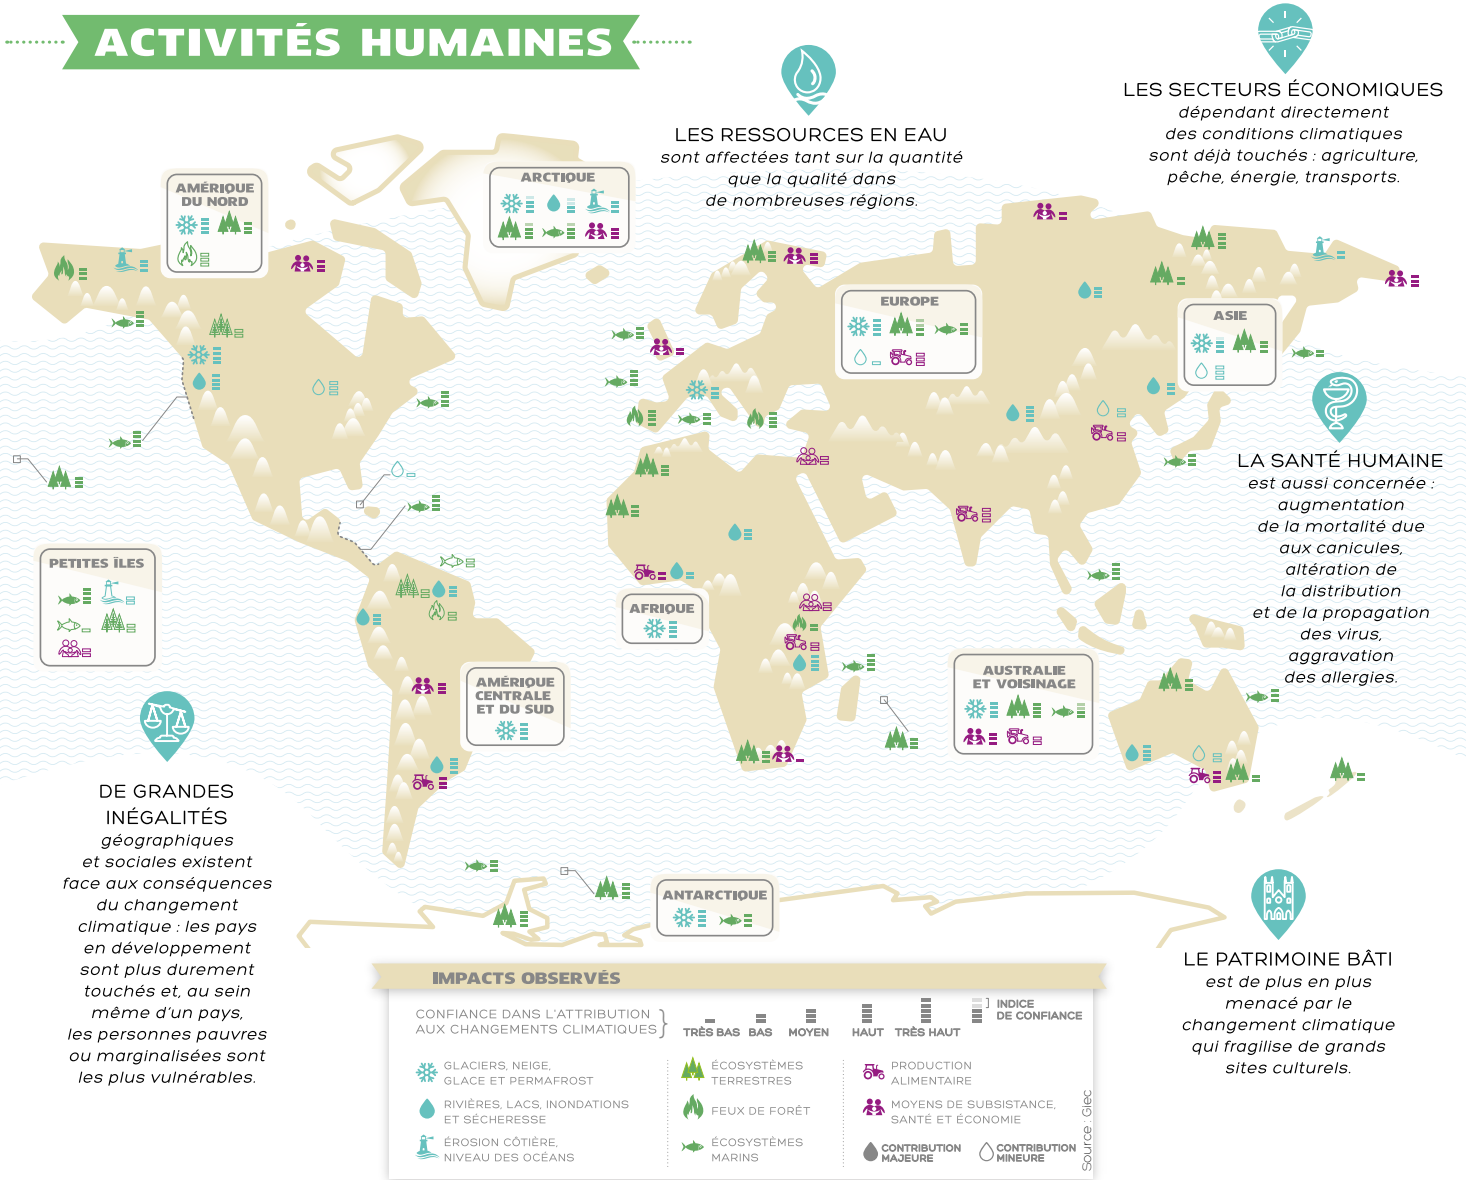 ACTIVITÉS HUMAINES
LES RESSOURCES EN EAU
sont affectées tant sur la quantité
que la qualité dans
de nombreuses régions.
LES SECTEURS ÉCONOMIQUES
dépendant directement
des conditions climatiques
sont déjà touchés : agriculture,
pêche, énergie, transports.
AMÉRIQUE
DU NORD
ARCTIQUE
EUROPE
ASIE
LA SANTÉ HUMAINE
est aussi concernée :
augmentation
de la mortalité due
aux canicules,
altération de
la distribution
et de la propagation
des virus,
aggravation
des allergies.
PETITES ÎLES
AFRIQUE
AMÉRIQUE
CENTRALE
ET DU SUD
AUSTRALIE
ET VOISINAGE
DE GRANDES
INÉGALITÉS
géographiques
et sociales existent
face aux conséquences
du changement
climatique : les pays
en développement
sont plus durement
touchés et, au sein
même d'un pays,
les personnes pauvres
ou marginalisées sont
les plus vulnérables.
ANTARCTIQUE
LE PATRIMOINE BÂTI
est de plus en plus
menacé par le
changement climatique
qui fragilise de grands
sites culturels.
IMPACTS OBSERVÉS
CONFIANCE DANS L'ATTRIBUTION
AUX CHANGEMENTS CLIMATIQUES
TRÈS BAS
BAS
MOYEN
HAUT
TRÈS HAUT
INDICE
DE CONFIANCE
GLACIERS, NEIGE,
GLACE ET PERMAFROST
RIVIÈRES, LACS, INONDATIONS
ET SÉCHERESSE
ÉROSION CÔTIÈRE,
NIVEAU DES OCÉANS
ÉCOSYSTÈMES
TERRESTRES
FEUX DE FORÊT
ÉCOSYSTÈMES
MARINS
PRODUCTION
ALIMENTAIRE
MOYENS DE SUBSISTANCE,
SANTÉ ET ÉCONOMIE
CONTRIBUTION
MAJEURE
CONTRIBUTION
MINEURE
Source : Giec